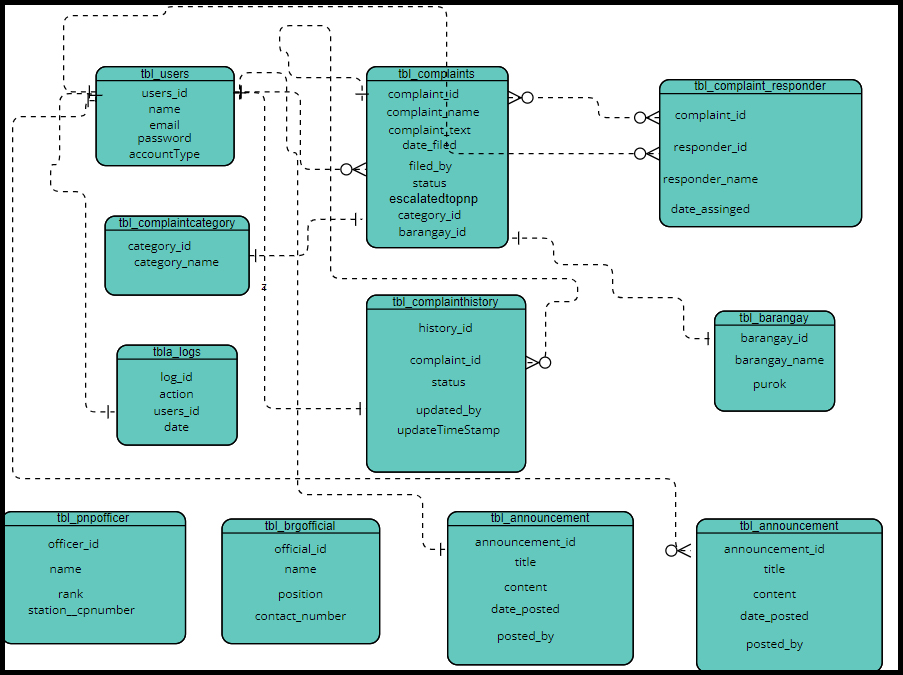 tbl_users
users_id
name
email
password
accountType
tbl_complaints
complaint_id
complaint_name
complaint_text
date_filed
filed_by
status
escalatedtopnp
category_id
barangay_id
tbl_complaint_responder
complaint_id
responder_id
responder_name
date_assinged
tbl_complaintcategory
category_id
category_name
tbl_complainthistory
history_id
complaint_id
status
updated_by
updateTimeStamp
tbl_barangay
barangay_id
barangay_name
purok
tbla_logs
log_id
action
users_id
date
tbl_pnpofficer
officer_id
name
rank
station__cpnumber
tbl_brgofficial
official_id
name
position
contact_number
tbl_announcement
announcement_id
title
content
date_posted
posted_by
tbl_announcement
announcement_id
title
content
date_posted
posted_by